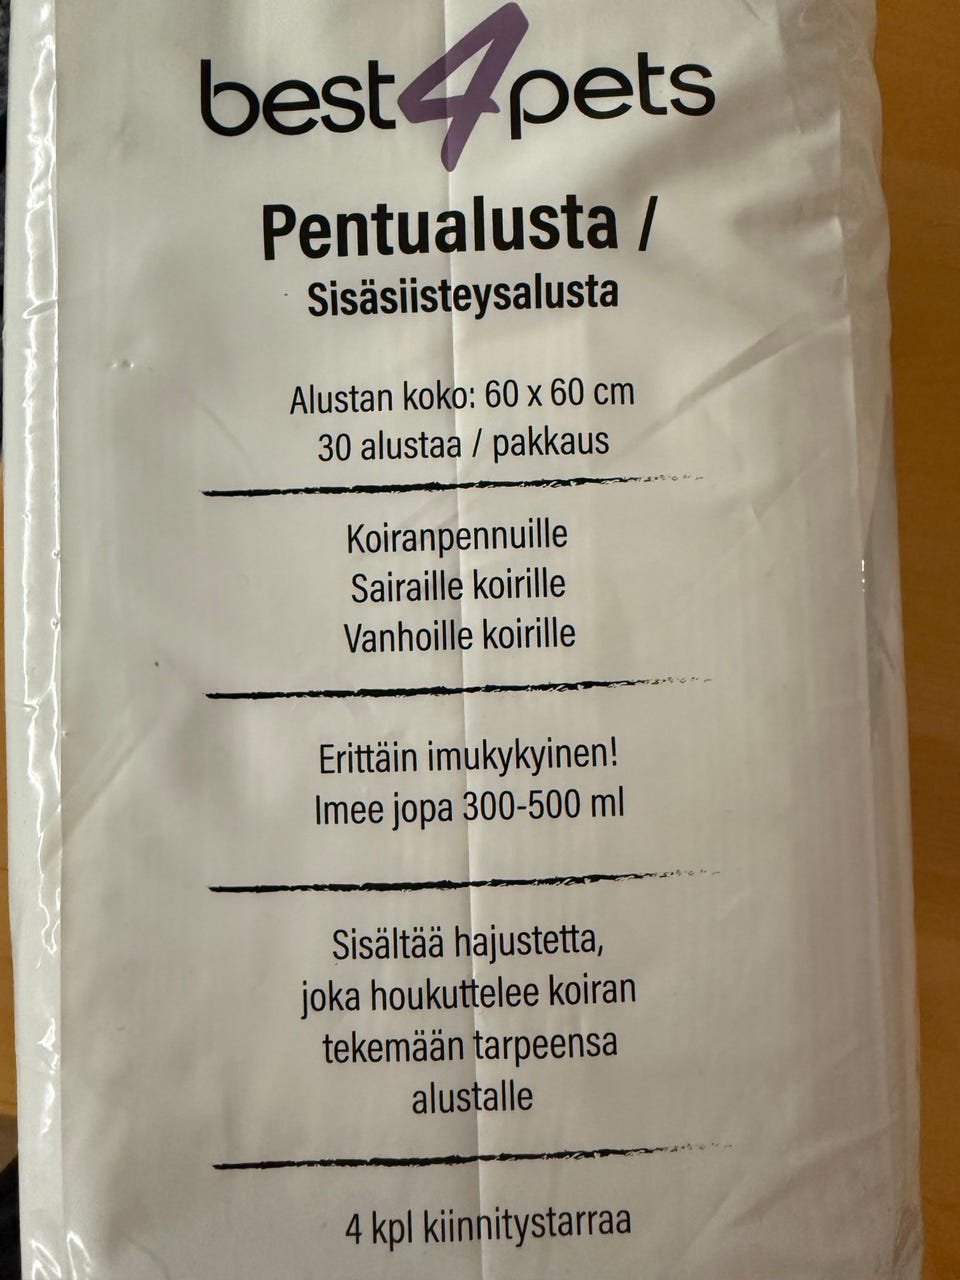 best4pets
Pentualusta /
Sisäsiisteysalusta
Alustan koko: 60 x 60 cm
30 alustaa / pakkaus
Koiranpennuille
Sairaille koirille
Vanhoille koirille
Erittäin imukykyinen!
Imee jopa 300-500 ml
Sisältää hajustetta,
joka houkuttelee koiran
tekemään tarpeensa
alustalle
4 kpl kiinnitystarraa